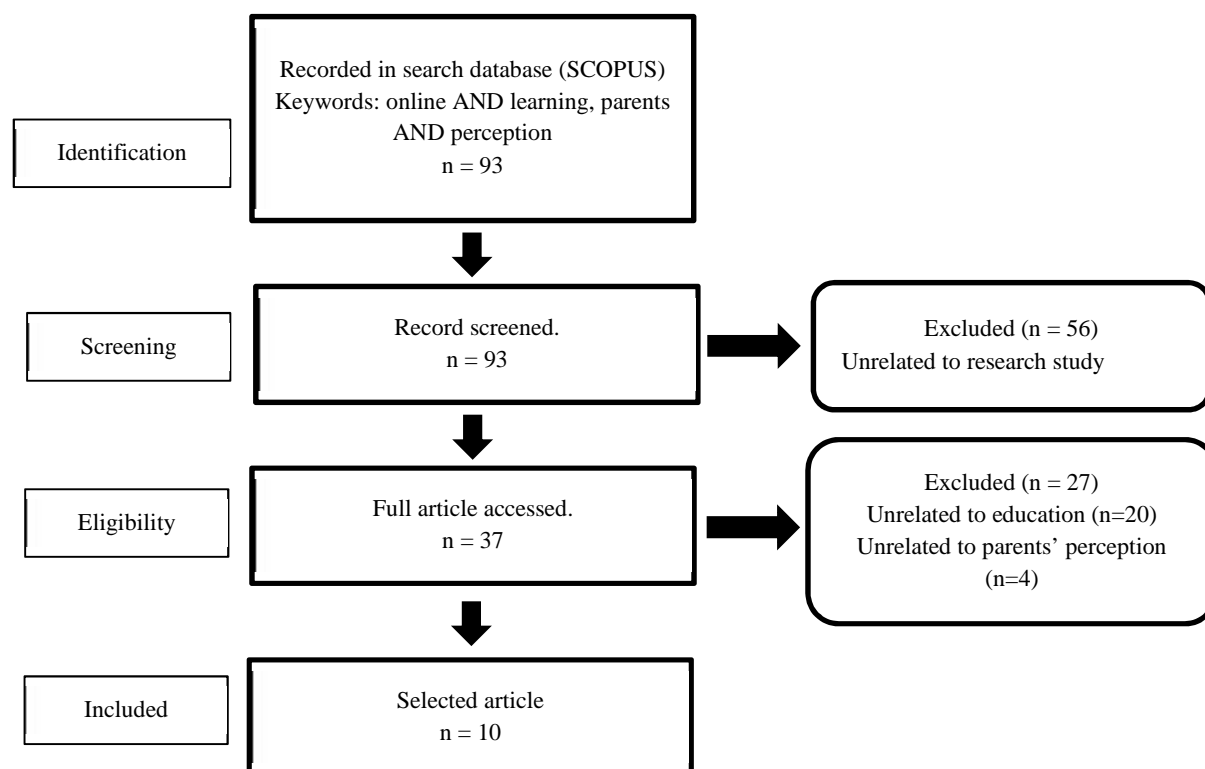 Identification
Recorded in search database (SCOPUS)
Keywords: online AND learning, parents
AND perception
n = 93
Screening
Record screened.
n = 93
Excluded (n = 56)
Unrelated to research study
Eligibility
Full article accessed.
n = 37
Excluded (n = 27)
Unrelated to education (n=20)
Unrelated to parents’ perception
(n=4)
Included
Selected article
n = 10